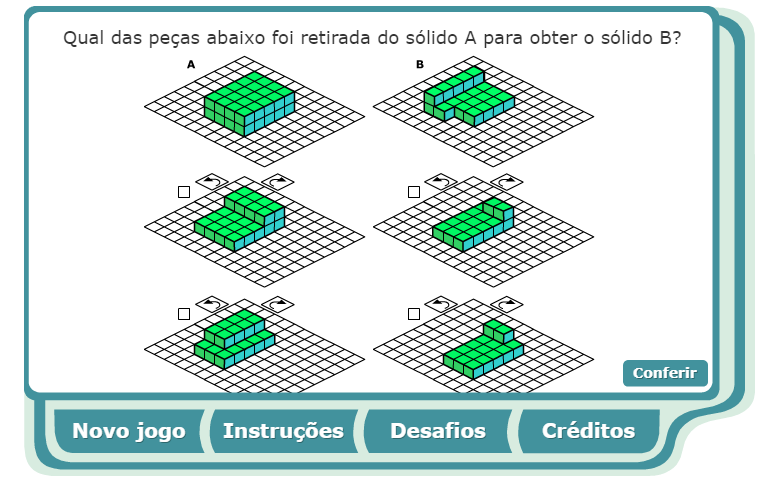 Qual das peças abaixo foi retirada do sólido A para obter o sólido B?
A
B
Conferir
Novo jogo
Instruções
Desafios
Créditos